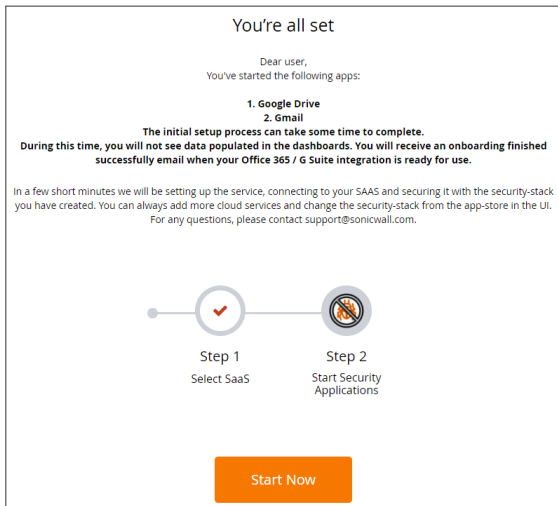 You're all set
Dear user,
You've started the following apps:
1. Google Drive
2. Gmail
The initial setup process can take some time to complete.
During this time, you will not see data populated in the dashboards. You will receive an onboarding finished
successfully email when your Office 365 / G Suite integration is ready for use.
In a few short minutes we will be setting up the service, connecting to your SAAS and securing it with the security-stack
you have created. You can always add more cloud services and change the security-stack from the app-store in the UI.
For any questions, please contact support@sonicwall.com.
Step 1
Select SaaS
Step 2
Start Security
Applications
Start Now